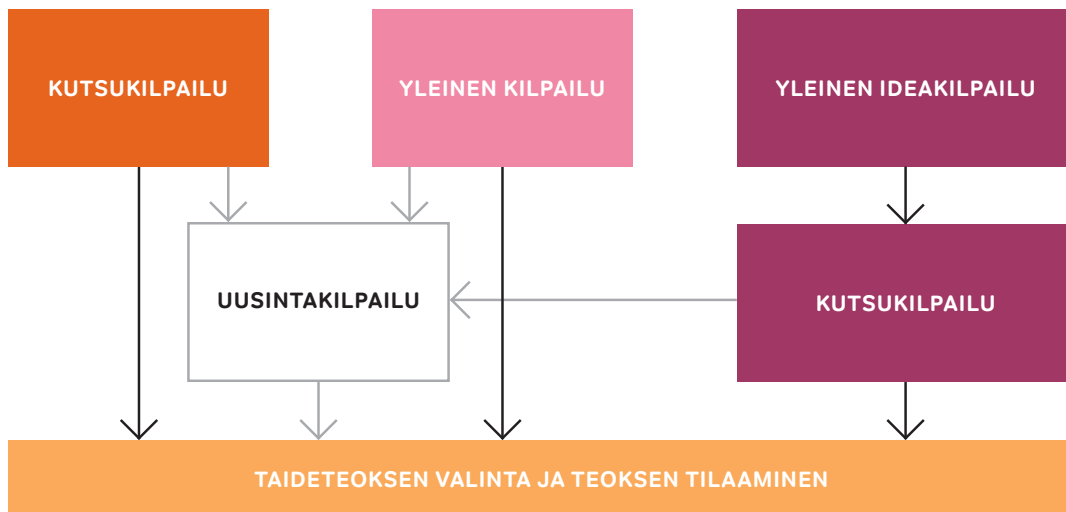 KUTSUKILPAILU
YLEINEN KILPAILU
YLEINEN IDEAKILPAILU
UUSINTAKILPAILU
KUTSUKILPAILU
TAIDETEOKSEN VALINTA JA TEOKSEN TILAAMINEN